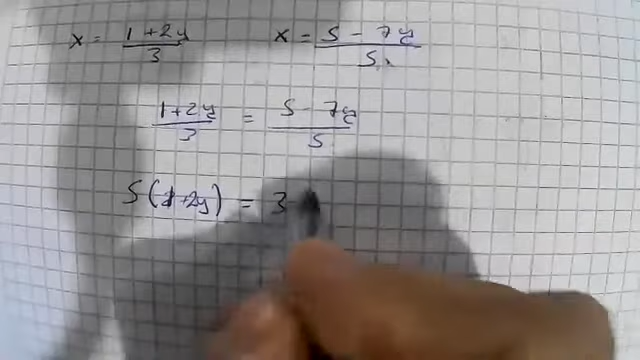 x = (1+2y)/3    x = (5-7y)/5
(1+2y)/3 = (5-7y)/5
5(1+2y) = 3